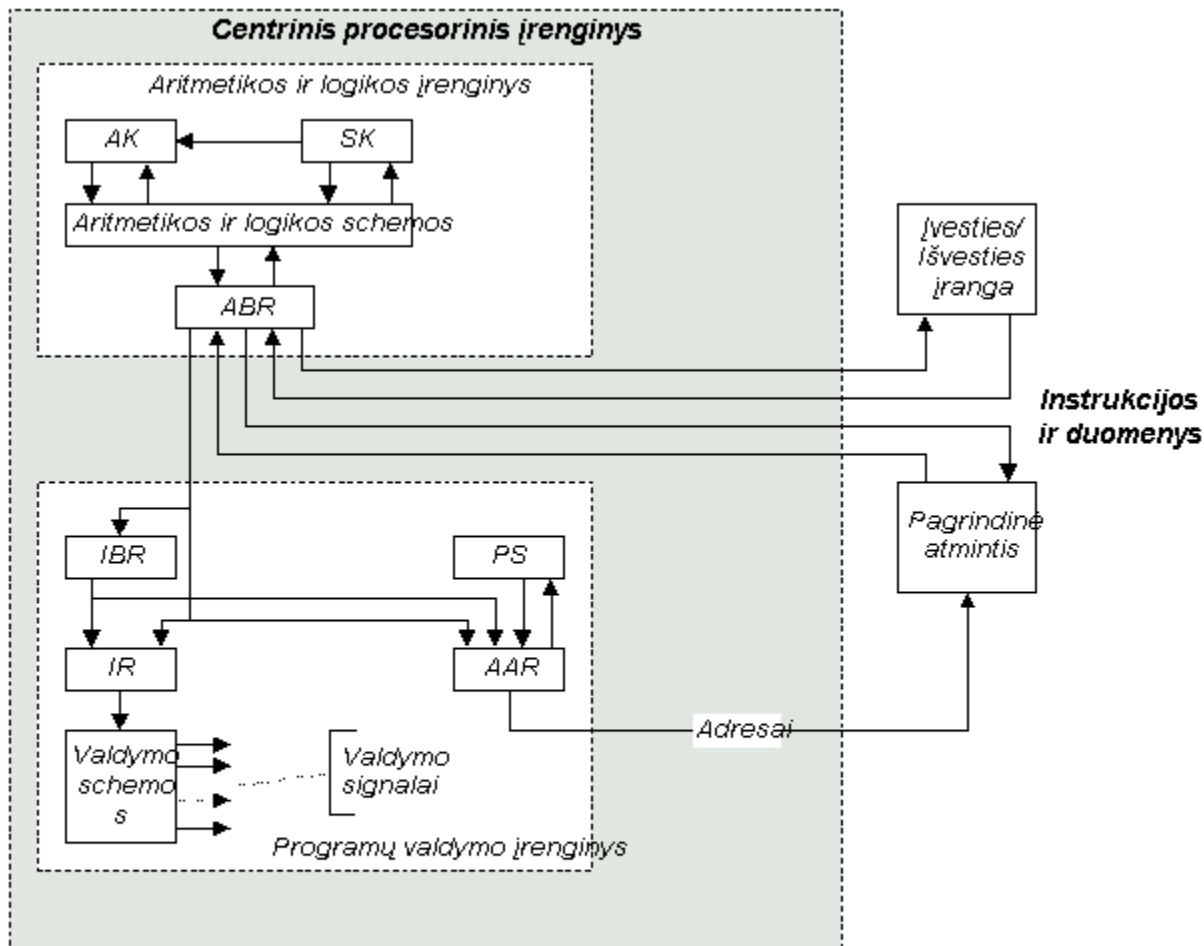 Centrinis procesorinis įrenginys
Aritmetikos ir logikos įrenginys
AK
SK
Aritmetikos ir logikos schemos
ABR
Įvesties/
Išvesties
įranga
Instrukcijos
ir duomenys
Pagrindinė
atmintis
IBR
PS
IR
AAR
Adresai
Valdymo
schemo
s
Valdymo
signalai
Programų valdymo įrenginys